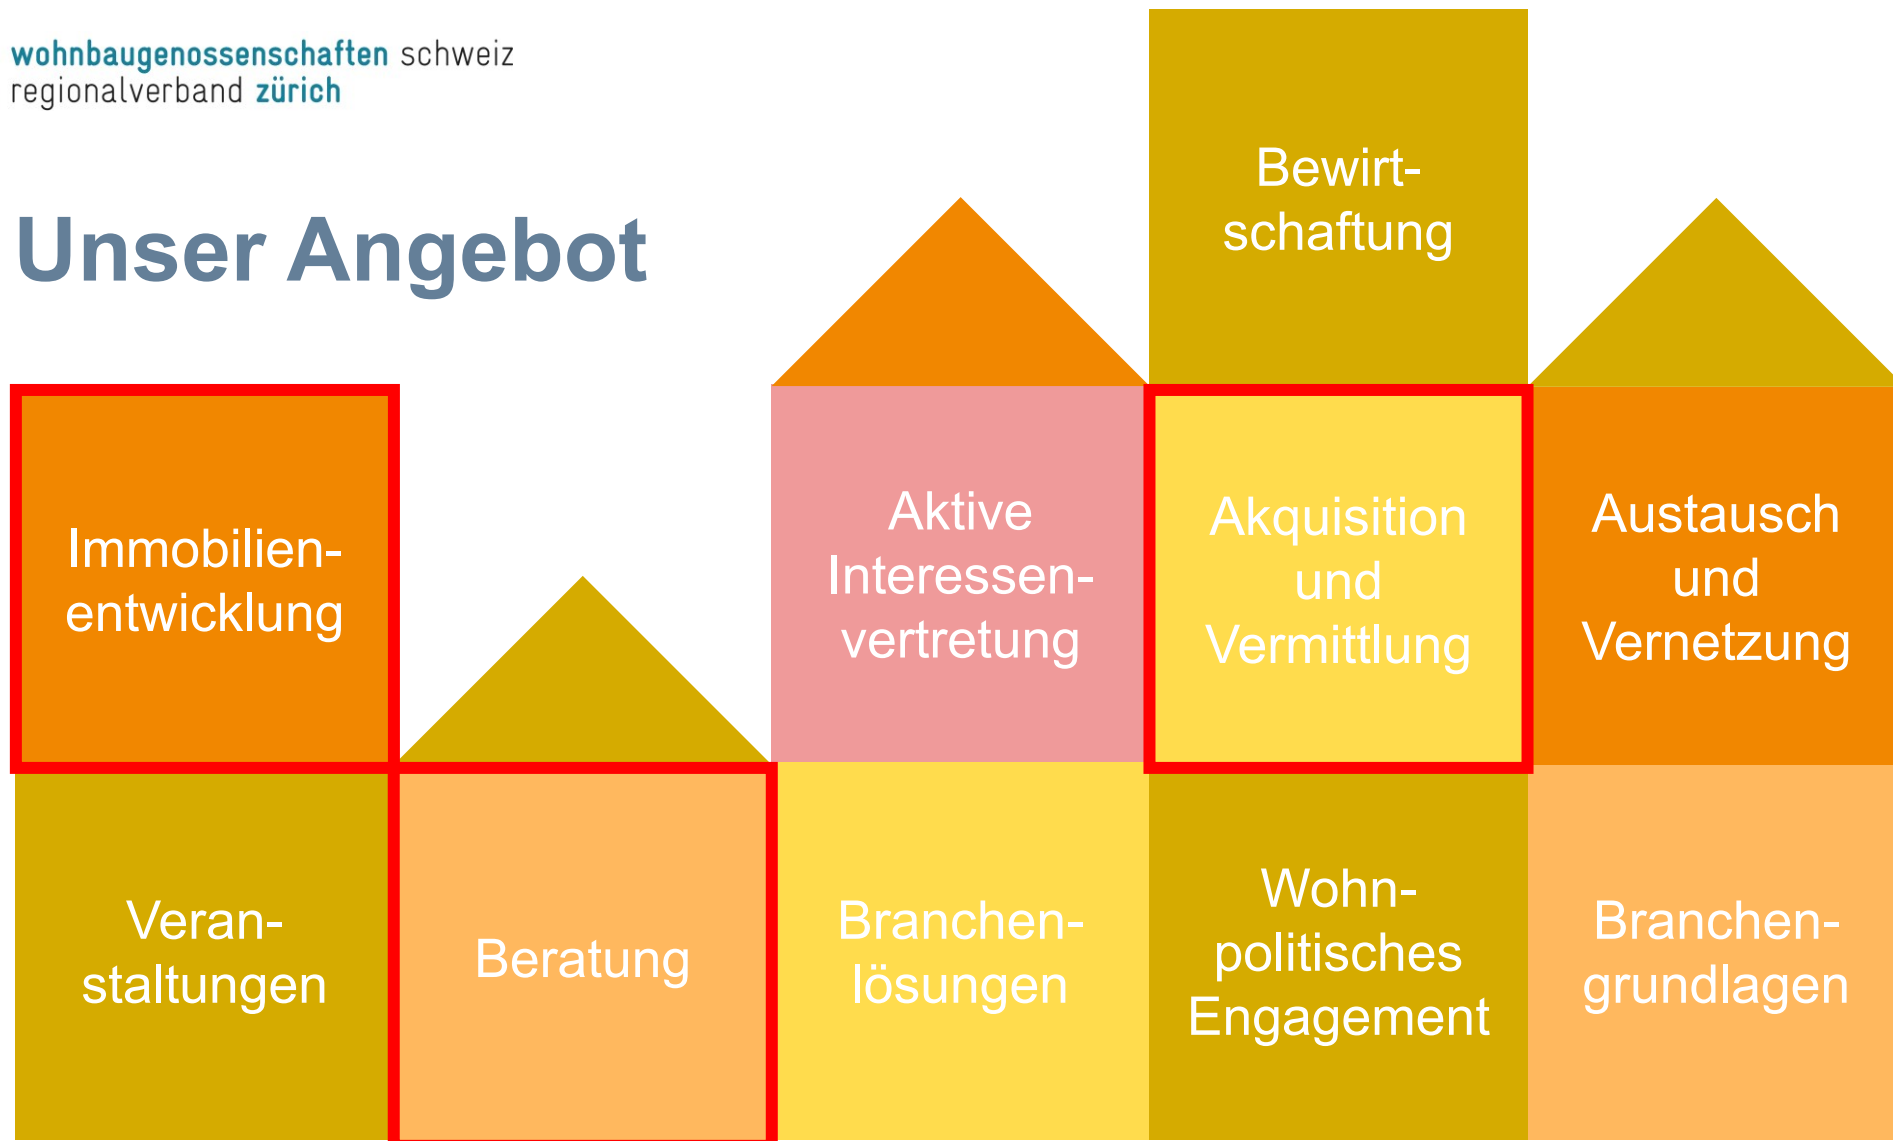 wohnbaugenossenschaften schweiz
regionalverband zürich
Unser Angebot
Bewirt-
schaftung
Immobilien-
entwicklung
Aktive
Interessen-
vertretung
Akquisition
und
Vermittlung
Austausch
und
Vernetzung
Veran-
staltungen
Beratung
Branchen-
lösungen
Wohn-
politisches
Engagement
Branchen-
grundlagen